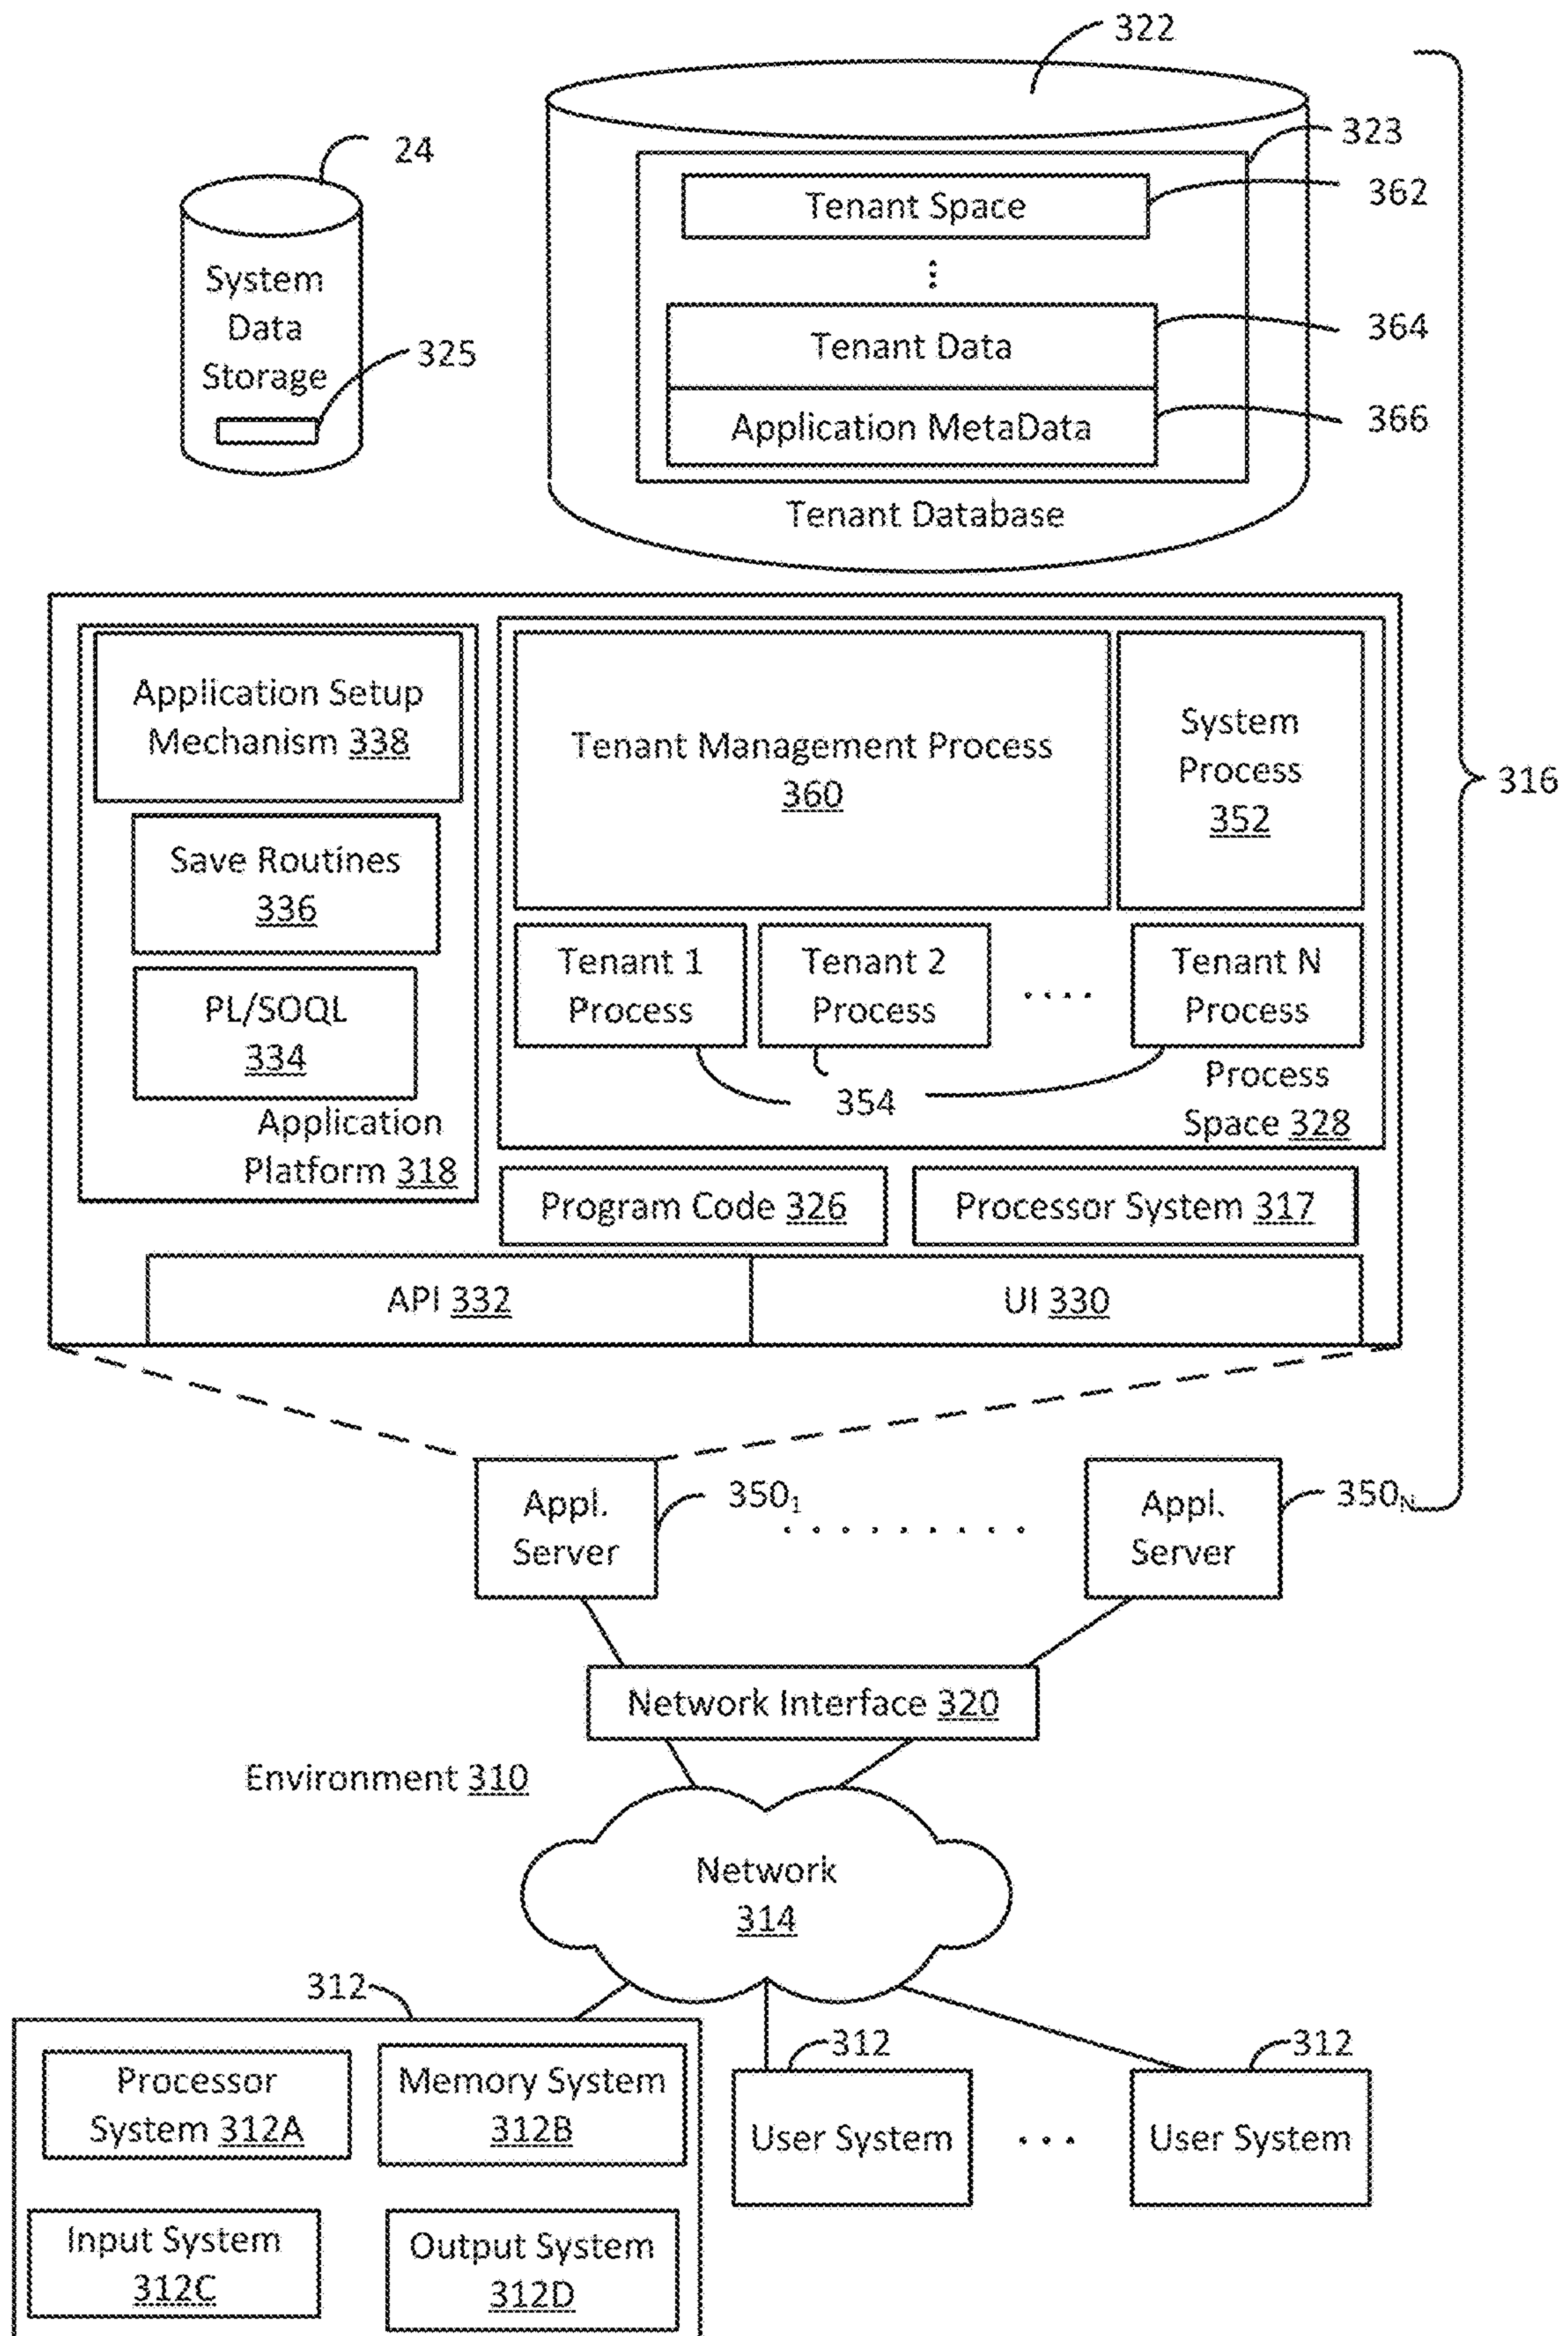 322
24
323
Tenant Space
362
System
Data
Storage
325
Tenant Data
364
Application MetaData
366
Tenant Database
Application Setup
Mechanism 338
Tenant Management Process
360
System
Process
352
316
Save Routines
336
PL/SOQL
334
Tenant 1
Process
Tenant 2
Process
Tenant N
Process
354
Process
Space 328
Application
Platform 318
Program Code 326
Processor System 317
API 332
UI 330
Appl.
Server
350₁
Appl.
Server
350N
Network Interface 320
Environment 310
Network
314
312
Processor
System 312A
Memory System
312B
Input System
312C
Output System
312D
312
User System
312
User System